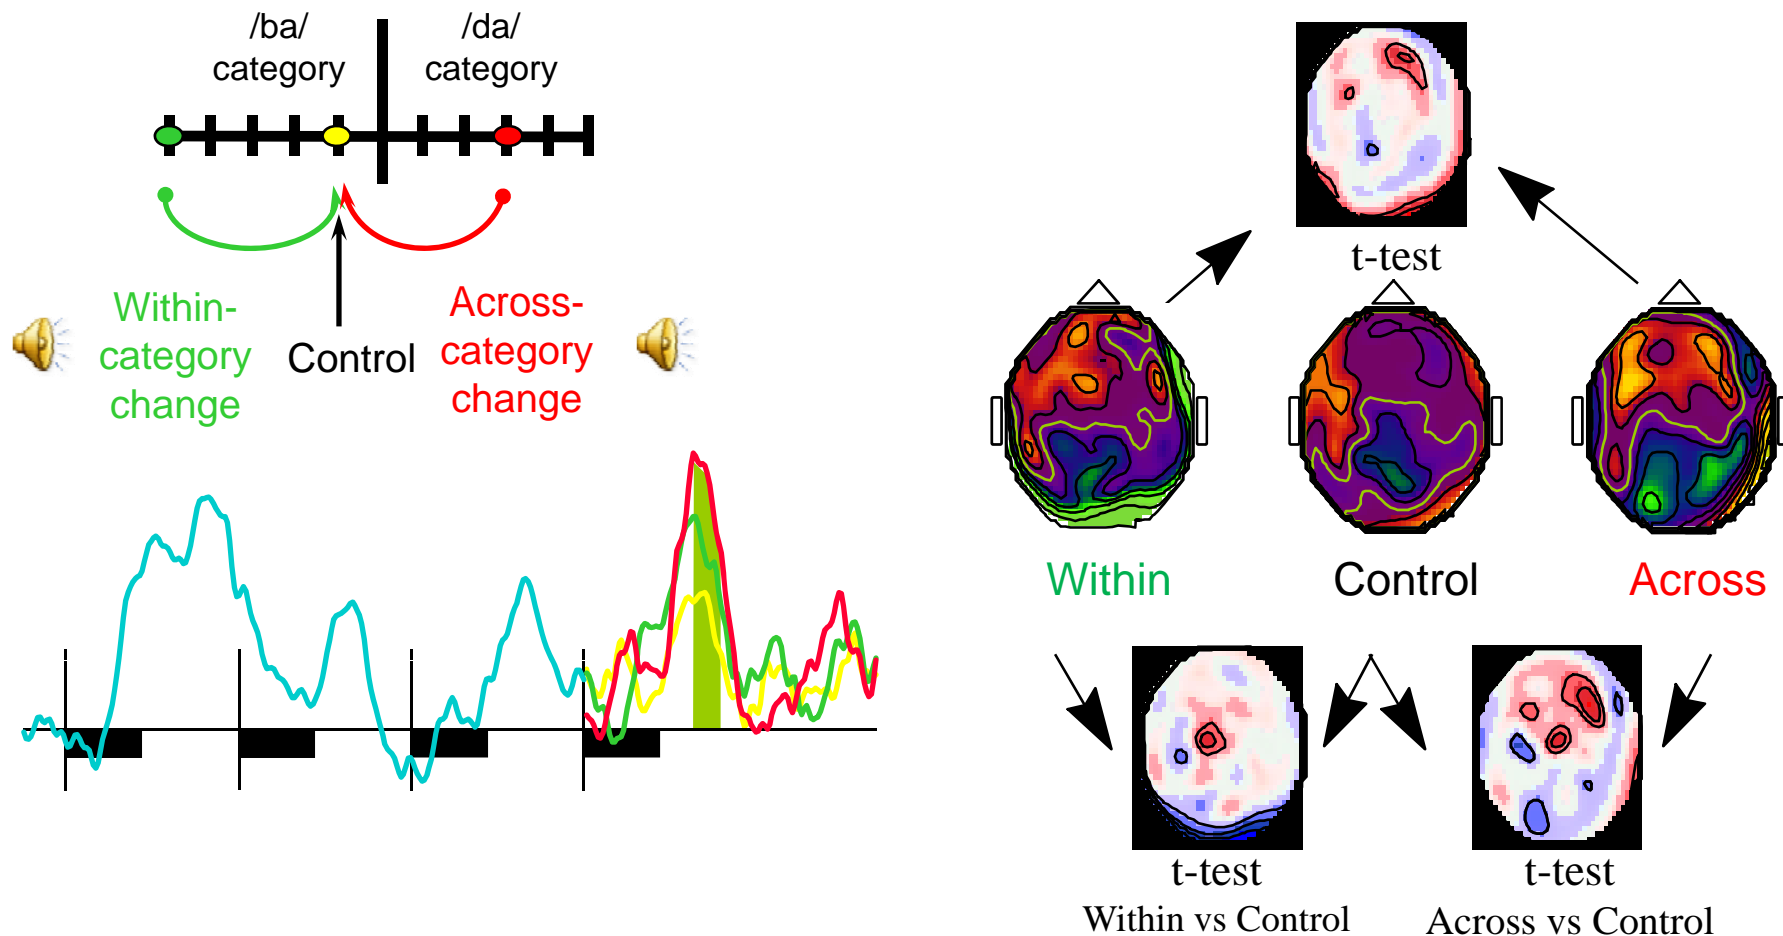 /ba/
category
/da/
category
Within-
category
change
Control
Across-
category
change
t-test
Within
Control
Across
t-test
Within vs Control
t-test
Across vs Control